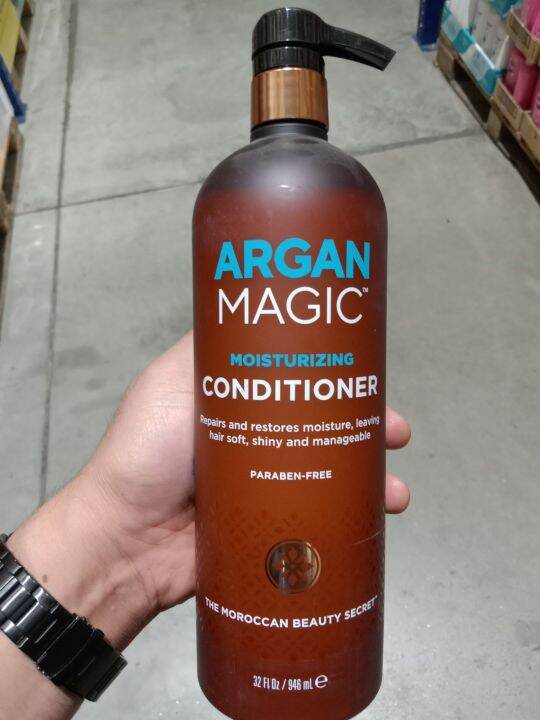 ARGAN
MAGIC™
MOISTURIZING
CONDITIONER
Repairs and restores moisture, leaving
hair soft, shiny and manageable
PARABEN-FREE
THE MOROCCAN BEAUTY SECRET™
32 Fl Oz / 946 mL ℮